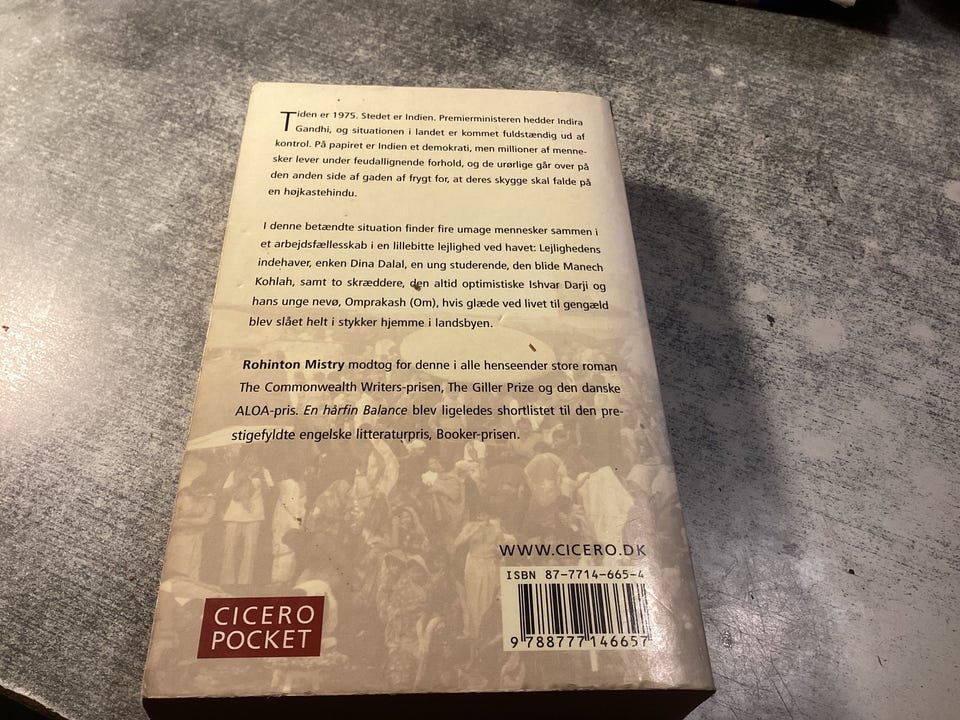 Tiden er 1975. Stedet er Indien. Premierministeren hedder Indira
Gandhi, og situationen i landet er kommet fuldstændig ud af
kontrol. På papiret er Indien et demokrati, men millioner af menne-
sker lever under feudallignende forhold, og de urørlige går over på
den anden side af gaden af frygt for, at deres skygge skal falde på
en højkastehindu.
I denne betændte situation finder fire umage mennesker sammen i
et arbejdsfællesskab i en lillebitte lejlighed ved havet: Lejlighedens
indehaver, enken Dina Dalal, en ung studerende, den blide Manech
Kohlah, samt to skræddere, den altid optimistiske Ishvar Darji og
hans unge nevø, Omprakash (Om), hvis glæde ved livet til gengæld
blev slået helt i stykker hjemme i landsbyen.
Rohinton Mistry modtog for denne i alle henseender store roman
The Commonwealth Writers-prisen, The Giller Prize og den danske
ALOA-pris. En hårfin Balance blev ligeledes shortlistet til den pre-
stigefyldte engelske litteraturpris, Booker-prisen.
WWW.CICERO.DK
ISBN 87-7714-665-4
9 788777 146657
CICERO
POCKET